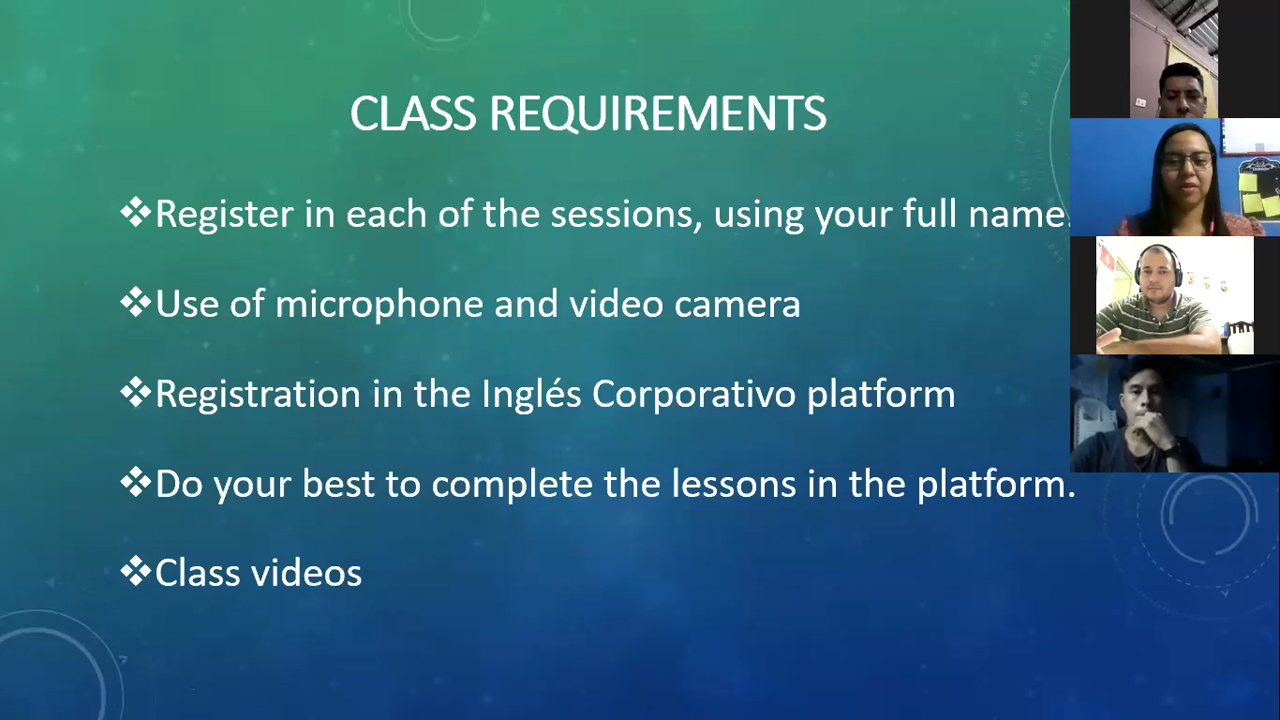 CLASS REQUIREMENTS
❖Register in each of the sessions, using your full name.
❖Use of microphone and video camera
❖Registration in the Inglés Corporativo platform
❖Do your best to complete the lessons in the platform.
❖Class videos